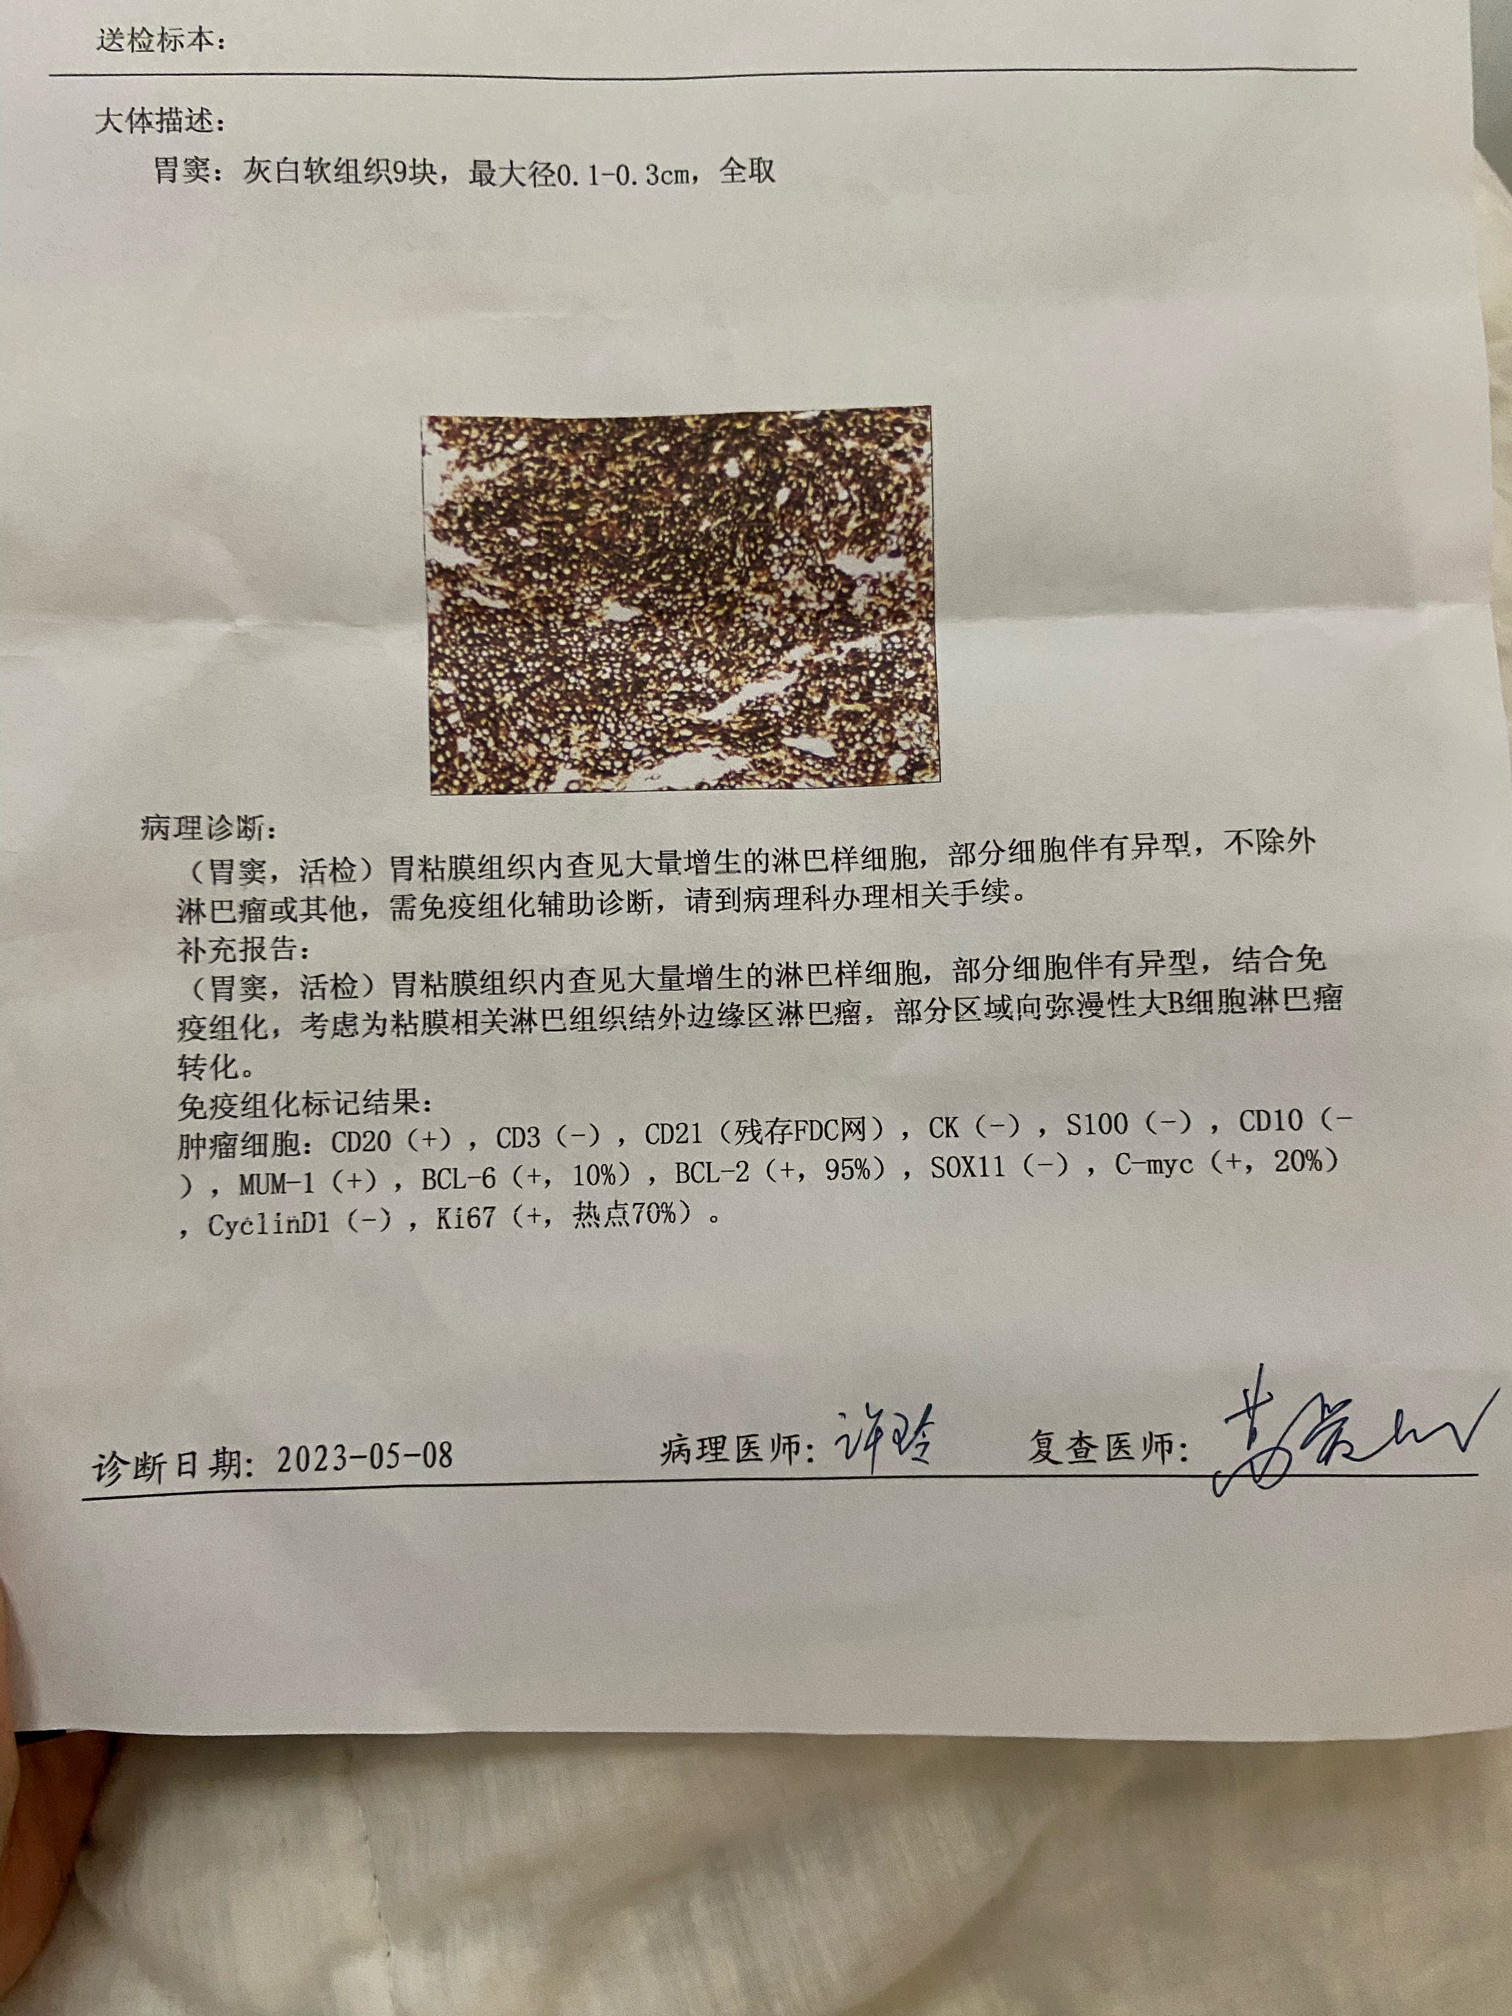 送检标本：
大体描述：
胃窦：灰白软组织9块，最大径0.1-0.3cm，全取
病理诊断：
（胃窦，活检）胃粘膜组织内查见大量增生的淋巴样细胞，部分细胞伴有异型，不除外
淋巴瘤或其他，需免疫组化辅助诊断，请到病理科办理相关手续。
补充报告：
（胃窦，活检）胃粘膜组织内查见大量增生的淋巴样细胞，部分细胞伴有异型，结合免
疫组化，考虑为粘膜相关淋巴组织结外边缘区淋巴瘤，部分区域向弥漫性大B细胞淋巴瘤
转化。
免疫组化标记结果：
肿瘤细胞：CD20（+），CD3（-），CD21（残存FDC网），CK（-），S100（-），CD10（-
），MUM-1（+），BCL-6（+，10%），BCL-2（+，95%），SOX11（-），C-myc（+，20%）
，CyclinD1（-），Ki67（+，热点70%）。
诊断日期：2023-05-08 病理医师：许玲 复查医师：